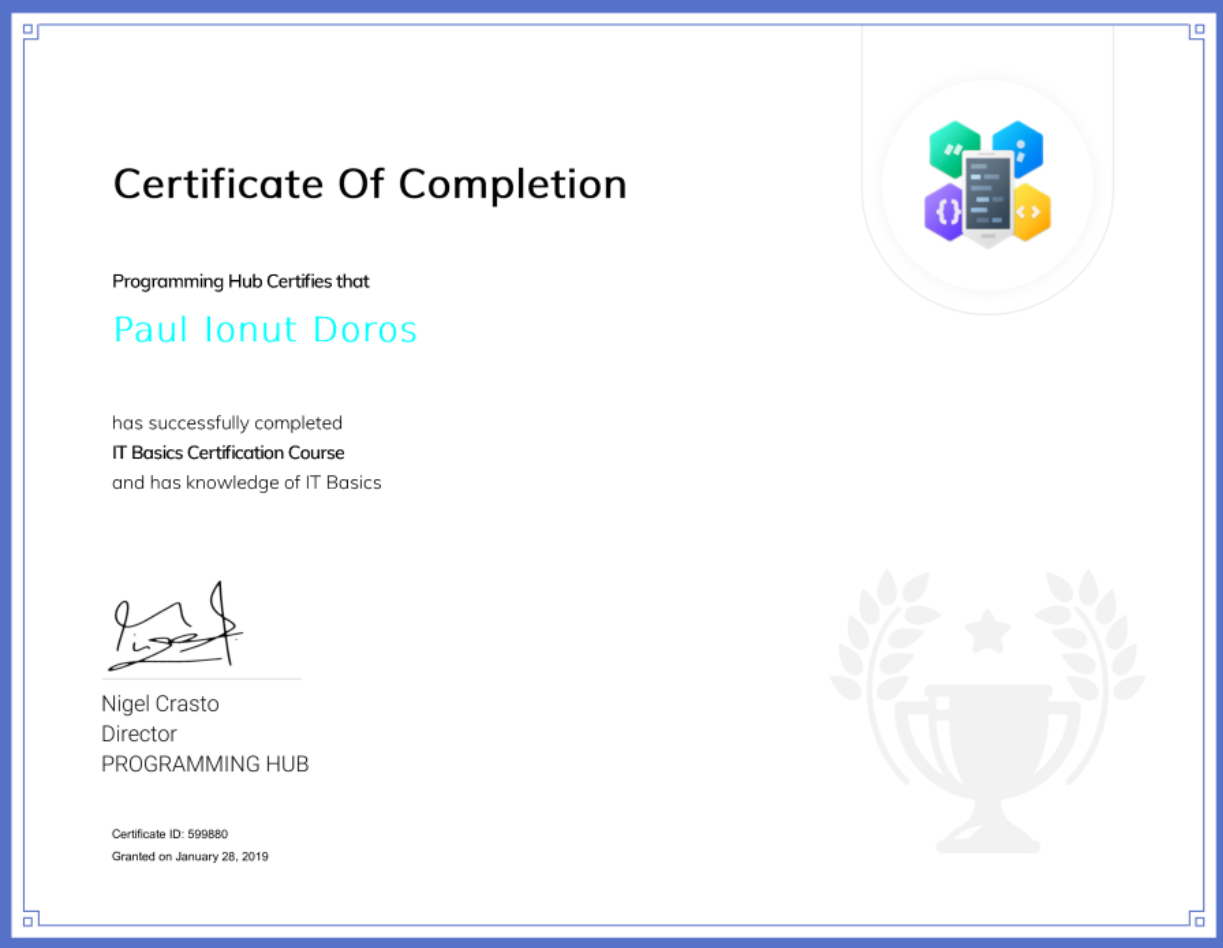 Certificate Of Completion
Programming Hub Certifies that
Paul Ionut Doros
has successfully completed
IT Basics Certification Course
and has knowledge of IT Basics
Nigel Crasto
Director
PROGRAMMING HUB
Certificate ID: 599880
Granted on January 28, 2019